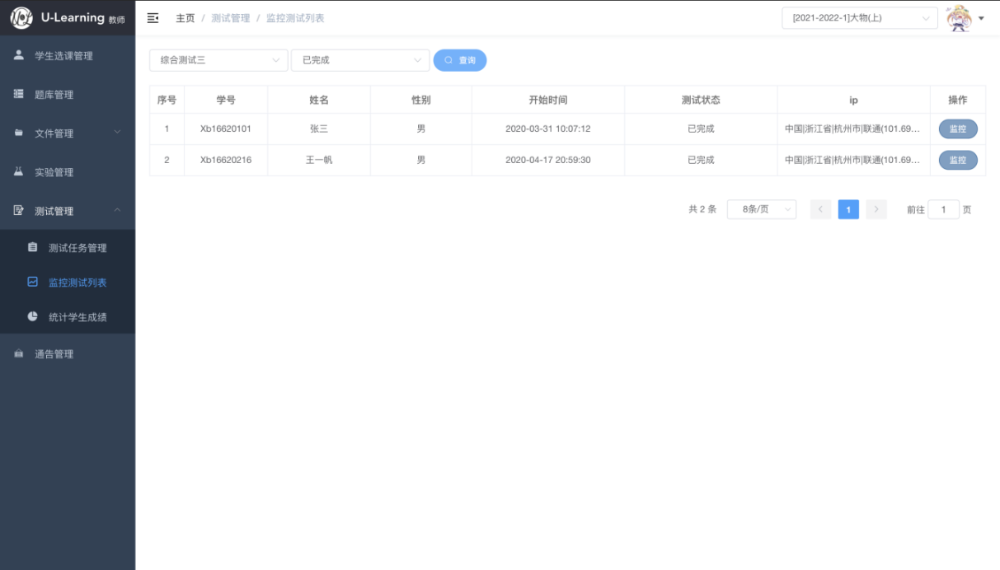 U-Learning 教师
主页 / 测试管理 / 监控测试列表
[2021-2022-1]大物(上)
学生选课管理
题库管理
文件管理
实验管理
测试管理
测试任务管理
监控测试列表
统计学生成绩
通告管理
综合测试三 已完成 查询
序号 学号 姓名 性别 开始时间 测试状态 ip 操作
1 Xb16620101 张三 男 2020-03-31 10:07:12 已完成 中国|浙江省|杭州市|联通(101.69... 监控
2 Xb16620216 王一帆 男 2020-04-17 20:59:30 已完成 中国|浙江省|杭州市|联通(101.69... 监控
共 2 条 8条/页 < 1 > 前往 1 页